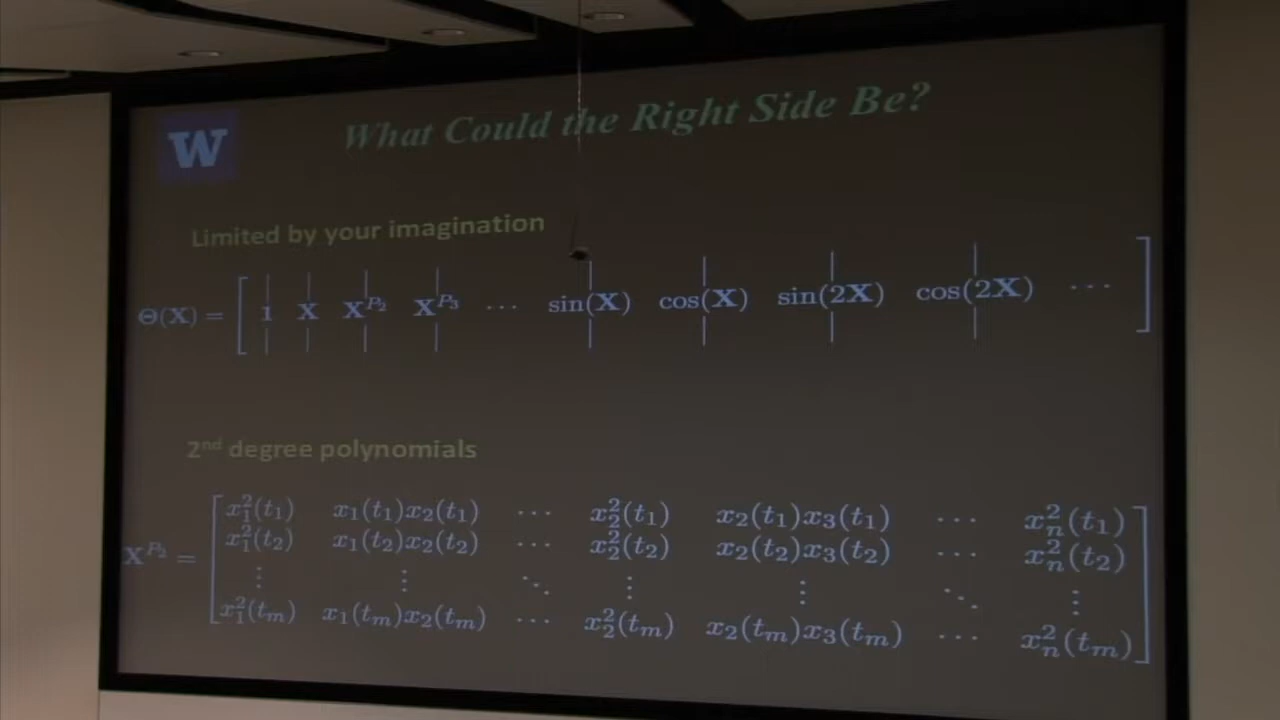 W
What Could the Right Side Be?
Limited by your imagination
Θ(X) = [ 1 X X^{P_2} X^{P_3} ⋯ sin(X) cos(X) sin(2X) cos(2X) ⋯ ]
2nd degree polynomials
x_1^2(t_1) x_1(t_1)x_2(t_1) ⋯ x_2^2(t_1) x_2(t_1)x_3(t_1) ⋯ x_n^2(t_1)
x_1^2(t_2) x_1(t_2)x_2(t_2) ⋯ x_2^2(t_2) x_2(t_2)x_3(t_2) ⋯ x_n^2(t_2)
X^{P_2} = ⋮ ⋮ ⋱ ⋮ ⋮ ⋱ ⋮
x_1^2(t_m) x_1(t_m)x_2(t_m) ⋯ x_2^2(t_m) x_2(t_m)x_3(t_m) ⋯ x_n^2(t_m)